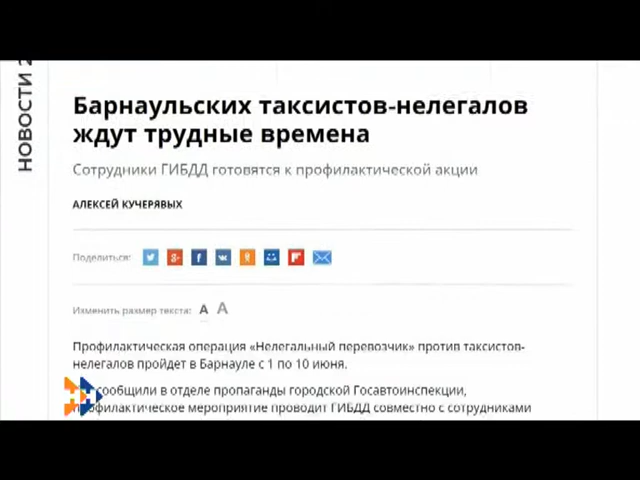 НОВОСТИ 2
Барнаульских таксистов-нелегалов
ждут трудные времена
Сотрудники ГИБДД готовятся к профилактической акции
АЛЕКСЕЙ КУЧЕРЯВЫХ
Поделиться:
Изменить размер текста: А А
Профилактическая операция «Нелегальный перевозчик» против таксистов-
нелегалов пройдет в Барнауле с 1 по 10 июня.
сообщили в отделе пропаганды городской Госавтоинспекции,
профилактическое мероприятие проводит ГИБДД совместно с сотрудниками